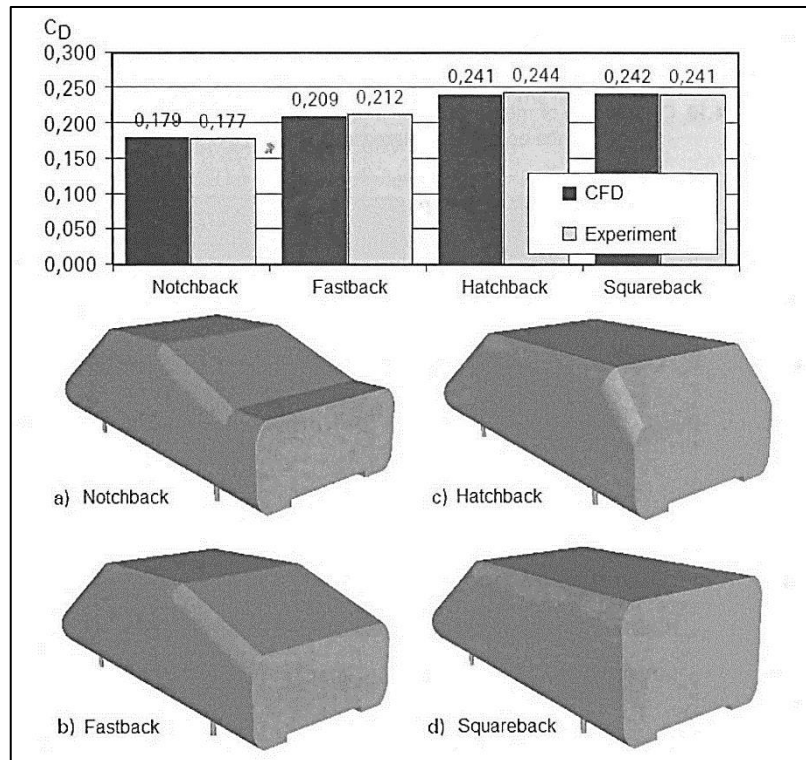 C_D
0,300
0,250
0,200
0,150
0,100
0,050
0,000
0,179 0,177
0,209 0,212
0,241 0,244
0,242 0,241
CFD
Experiment
Notchback Fastback Hatchback Squareback
a) Notchback
c) Hatchback
b) Fastback
d) Squareback